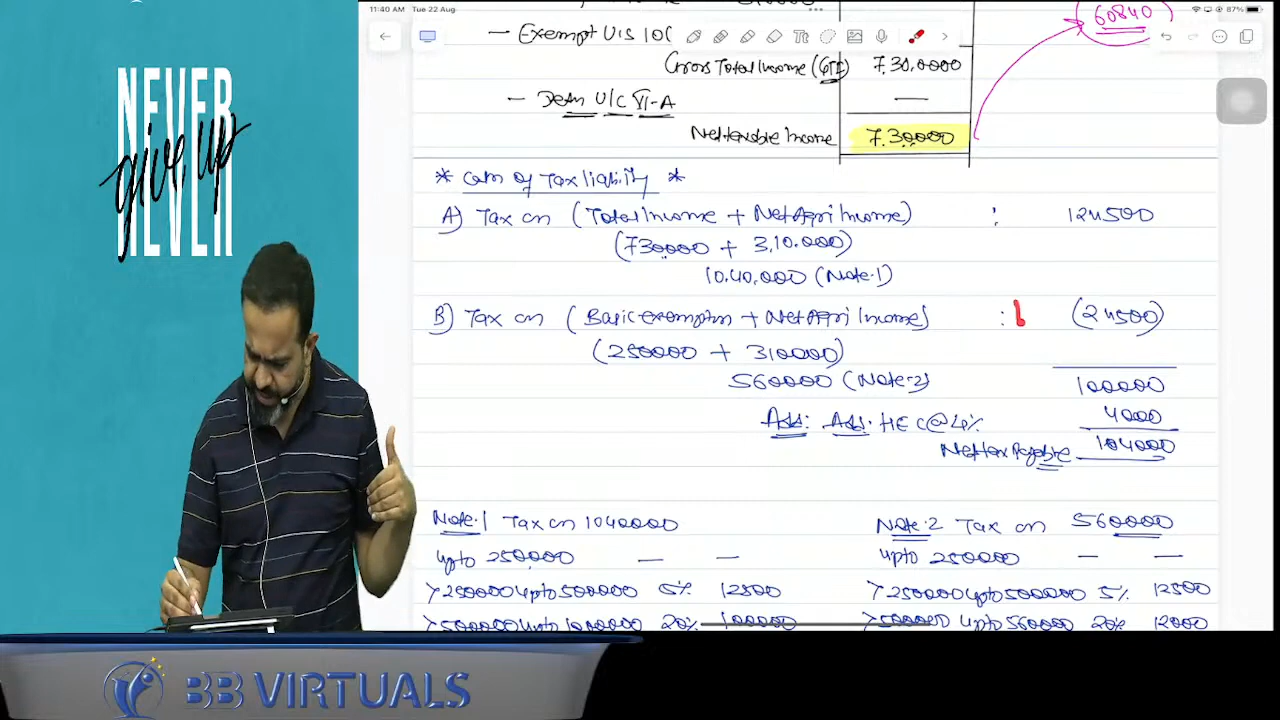 11:40 AM Tue 22 Aug
87%
NEVER
give up
NEVER
60840
- Exempt U/S 10(
Gross Total Income (GTI) 7,30,0000
- Dedn U/C VI-A —
Net taxable Income 7,30000
* Com of Tax liability *
A) Tax on (Total Income + Net Agri Income) : 124500
(730000 + 3,10,000)
10,40,000 (Note-1)
B) Tax on (Basic exemption + Net Agri Income) : (24500)
(250000 + 310000)
560000 (Note-2) 100000
Add: Add: HEC@4% 4000
Net tax Payable 104000
Note:1 Tax on 1040000
upto 250,000 — —
>250000 upto 500000 5% 12500
>500000 upto 1000000 20% 100000
Note:2 Tax on 560000
upto 250000 — —
>250000 upto 500000 5% 12500
>500000 upto 560000 20% 12000
BB VIRTUALS